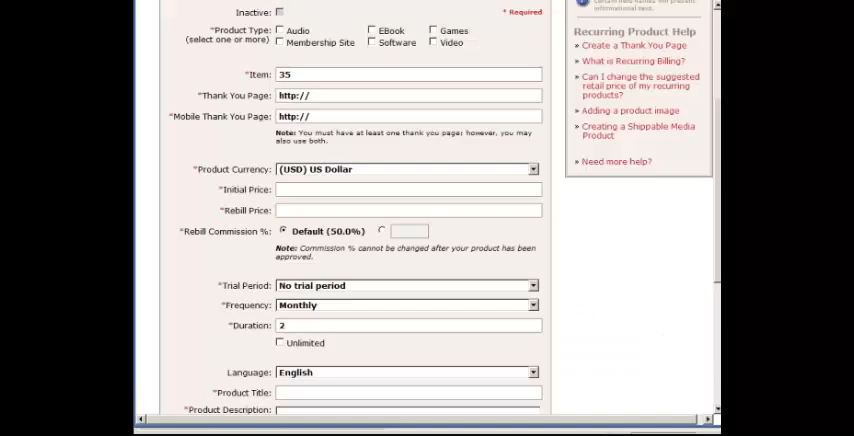 Inactive:
* Required
*Product Type:
(select one or more)
Audio
EBook
Games
Membership Site
Software
Video
*Item: 35
*Thank You Page: http://
*Mobile Thank You Page: http://
Note: You must have at least one thank you page; however, you may
also use both.
*Product Currency: (USD) US Dollar
*Initial Price:
*Rebill Price:
*Rebill Commission %: Default (50.0%)
Note: Commission % cannot be changed after your product has been
approved.
*Trial Period: No trial period
*Frequency: Monthly
*Duration: 2
Unlimited
Language: English
*Product Title:
*Product Description:
informational text.
Recurring Product Help
» Create a Thank You Page
» What is Recurring Billing?
» Can I change the suggested
retail price of my recurring
products?
» Adding a product image
» Creating a Shippable Media
Product
» Need more help?